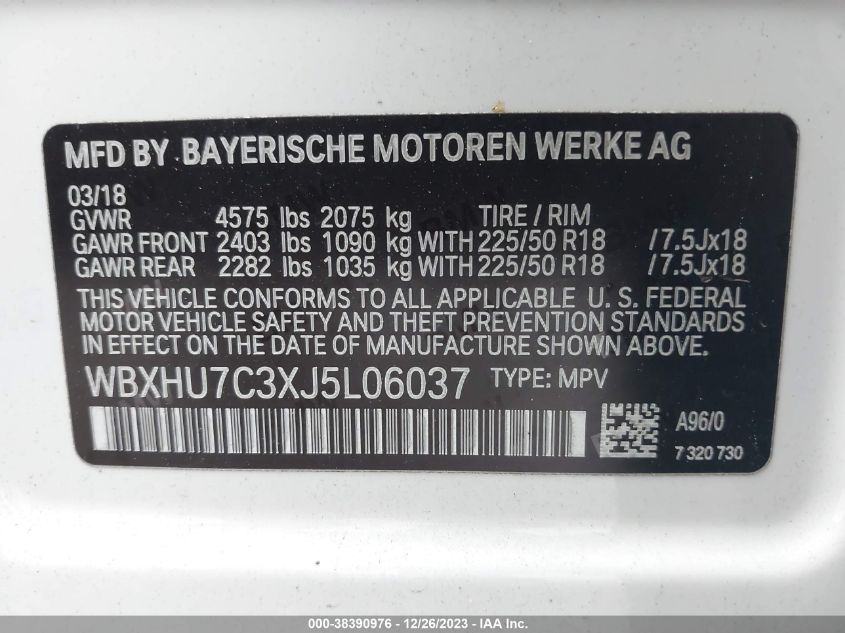 MFD BY BAYERISCHE MOTOREN WERKE AG
03/18
GVWR 4575 lbs 2075 kg TIRE / RIM
GAWR FRONT 2403 lbs 1090 kg WITH 225/50 R18 /7.5Jx18
GAWR REAR 2282 lbs 1035 kg WITH 225/50 R18 /7.5Jx18
THIS VEHICLE CONFORMS TO ALL APPLICABLE U. S. FEDERAL
MOTOR VEHICLE SAFETY AND THEFT PREVENTION STANDARDS
IN EFFECT ON THE DATE OF MANUFACTURE SHOWN ABOVE.
WBXHU7C3XJ5L06037 TYPE: MPV
A96/0
7 320 730
000-38390976 - 12/26/2023 - IAA Inc.